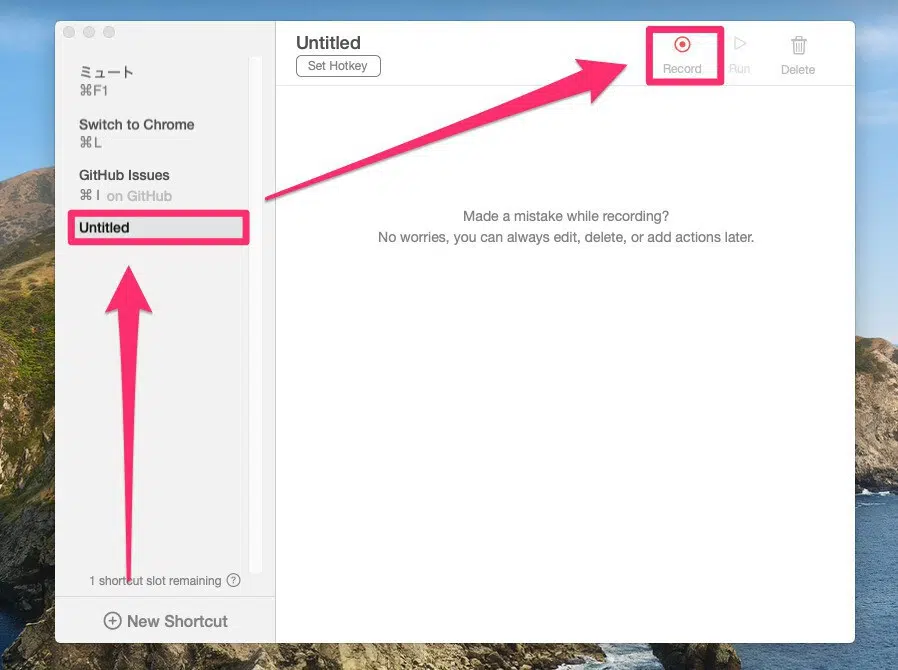 ミュート
⌘F1
Switch to Chrome
⌘L
GitHub Issues
⌘I on GitHub
Untitled
1 shortcut slot remaining ?
New Shortcut
Untitled
Set Hotkey
Record
Run
Delete
Made a mistake while recording?
No worries, you can always edit, delete, or add actions later.